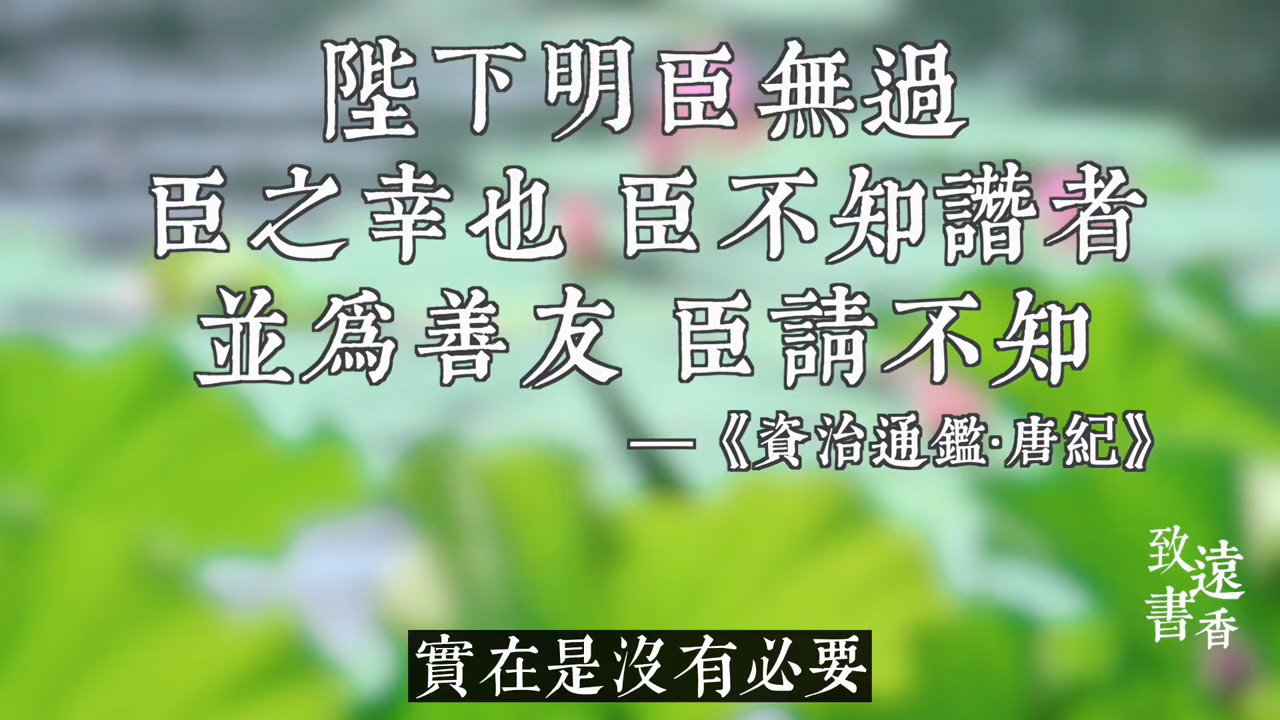 陛下明臣無過
臣之幸也 臣不知譖者
並為善友 臣請不知
—《資治通鑑·唐紀》
致遠書香
實在是沒有必要